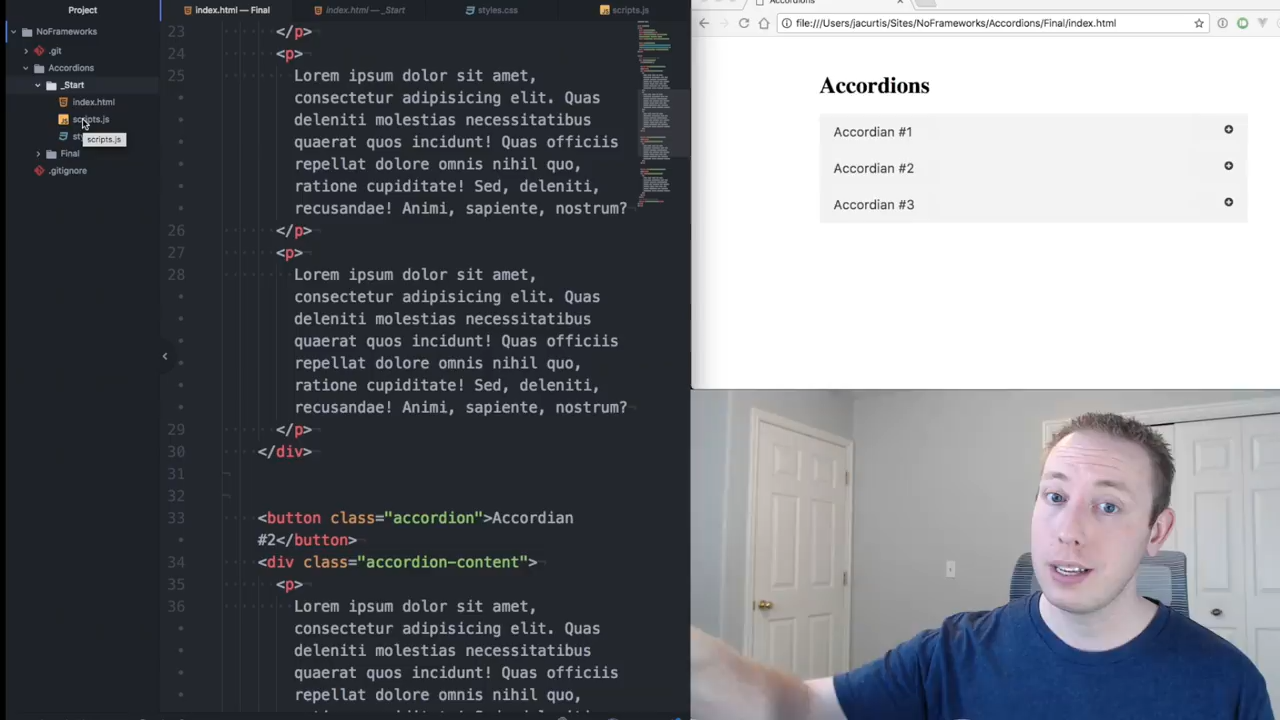 Project
NoFrameworks
.git
Accordions
_Start
index.html
scripts.js
scripts.js
Final
.gitignore
index.html — Final
index.html — _Start
styles.css
scripts.js
23 </p>
24 <p>
25 Lorem ipsum dolor sit amet,
consectetur adipisicing elit. Quas
deleniti molestias necessitatibus
quaerat quos incidunt! Quas officiis
repellat dolore omnis nihil quo,
ratione cupiditate! Sed, deleniti,
recusandae! Animi, sapiente, nostrum?
26 </p>
27 <p>
28 Lorem ipsum dolor sit amet,
consectetur adipisicing elit. Quas
deleniti molestias necessitatibus
quaerat quos incidunt! Quas officiis
repellat dolore omnis nihil quo,
ratione cupiditate! Sed, deleniti,
recusandae! Animi, sapiente, nostrum?
29 </p>
30 </div>
31
32
33 <button class="accordion">Accordian
#2</button>
34 <div class="accordion-content">
35 <p>
36 Lorem ipsum dolor sit amet,
consectetur adipisicing elit. Quas
deleniti molestias necessitatibus
quaerat quos incidunt! Quas officiis
repellat dolore omnis nihil quo,
Accordions
file:///Users/jacurtis/Sites/NoFrameworks/Accordions/Final/index.html
Accordions
Accordian #1
Accordian #2
Accordian #3